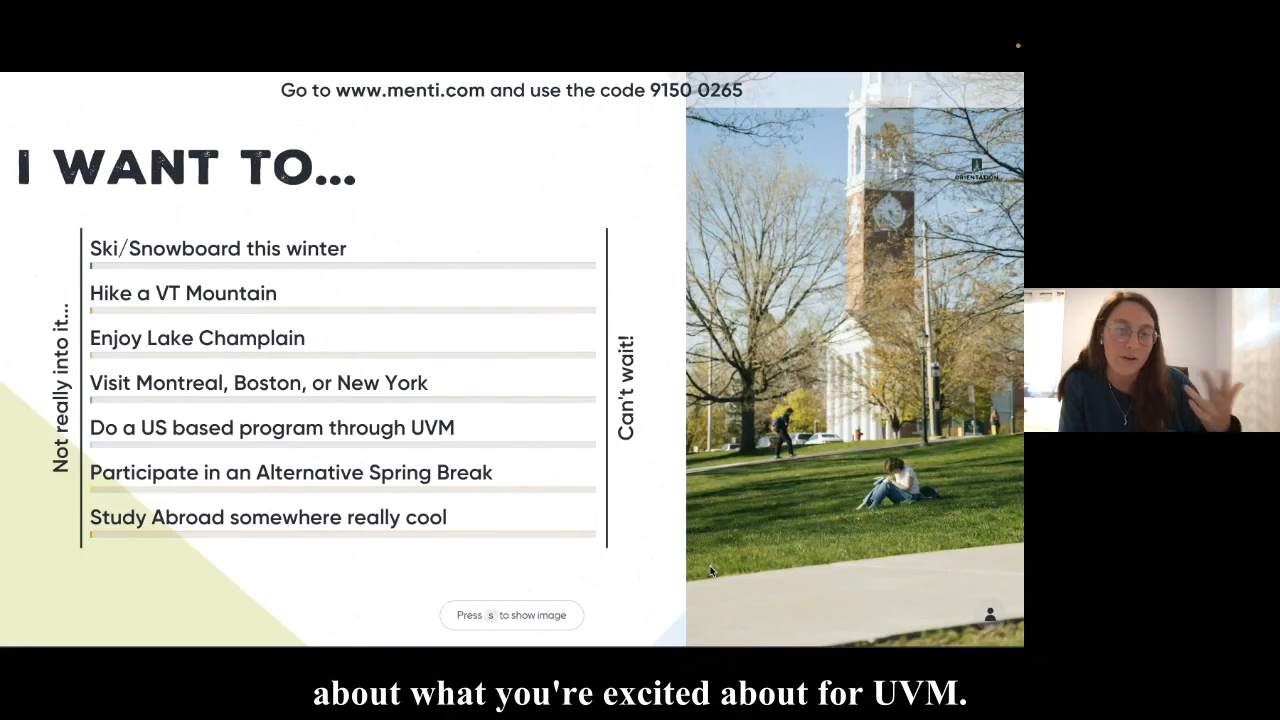 Go to www.menti.com and use the code 9150 0265
I WANT TO...
ORIENTATION
Not really into it...
Ski/Snowboard this winter
Hike a VT Mountain
Enjoy Lake Champlain
Visit Montreal, Boston, or New York
Do a US based program through UVM
Participate in an Alternative Spring Break
Study Abroad somewhere really cool
Can't wait!
Press s to show image
about what you're excited about for UVM.